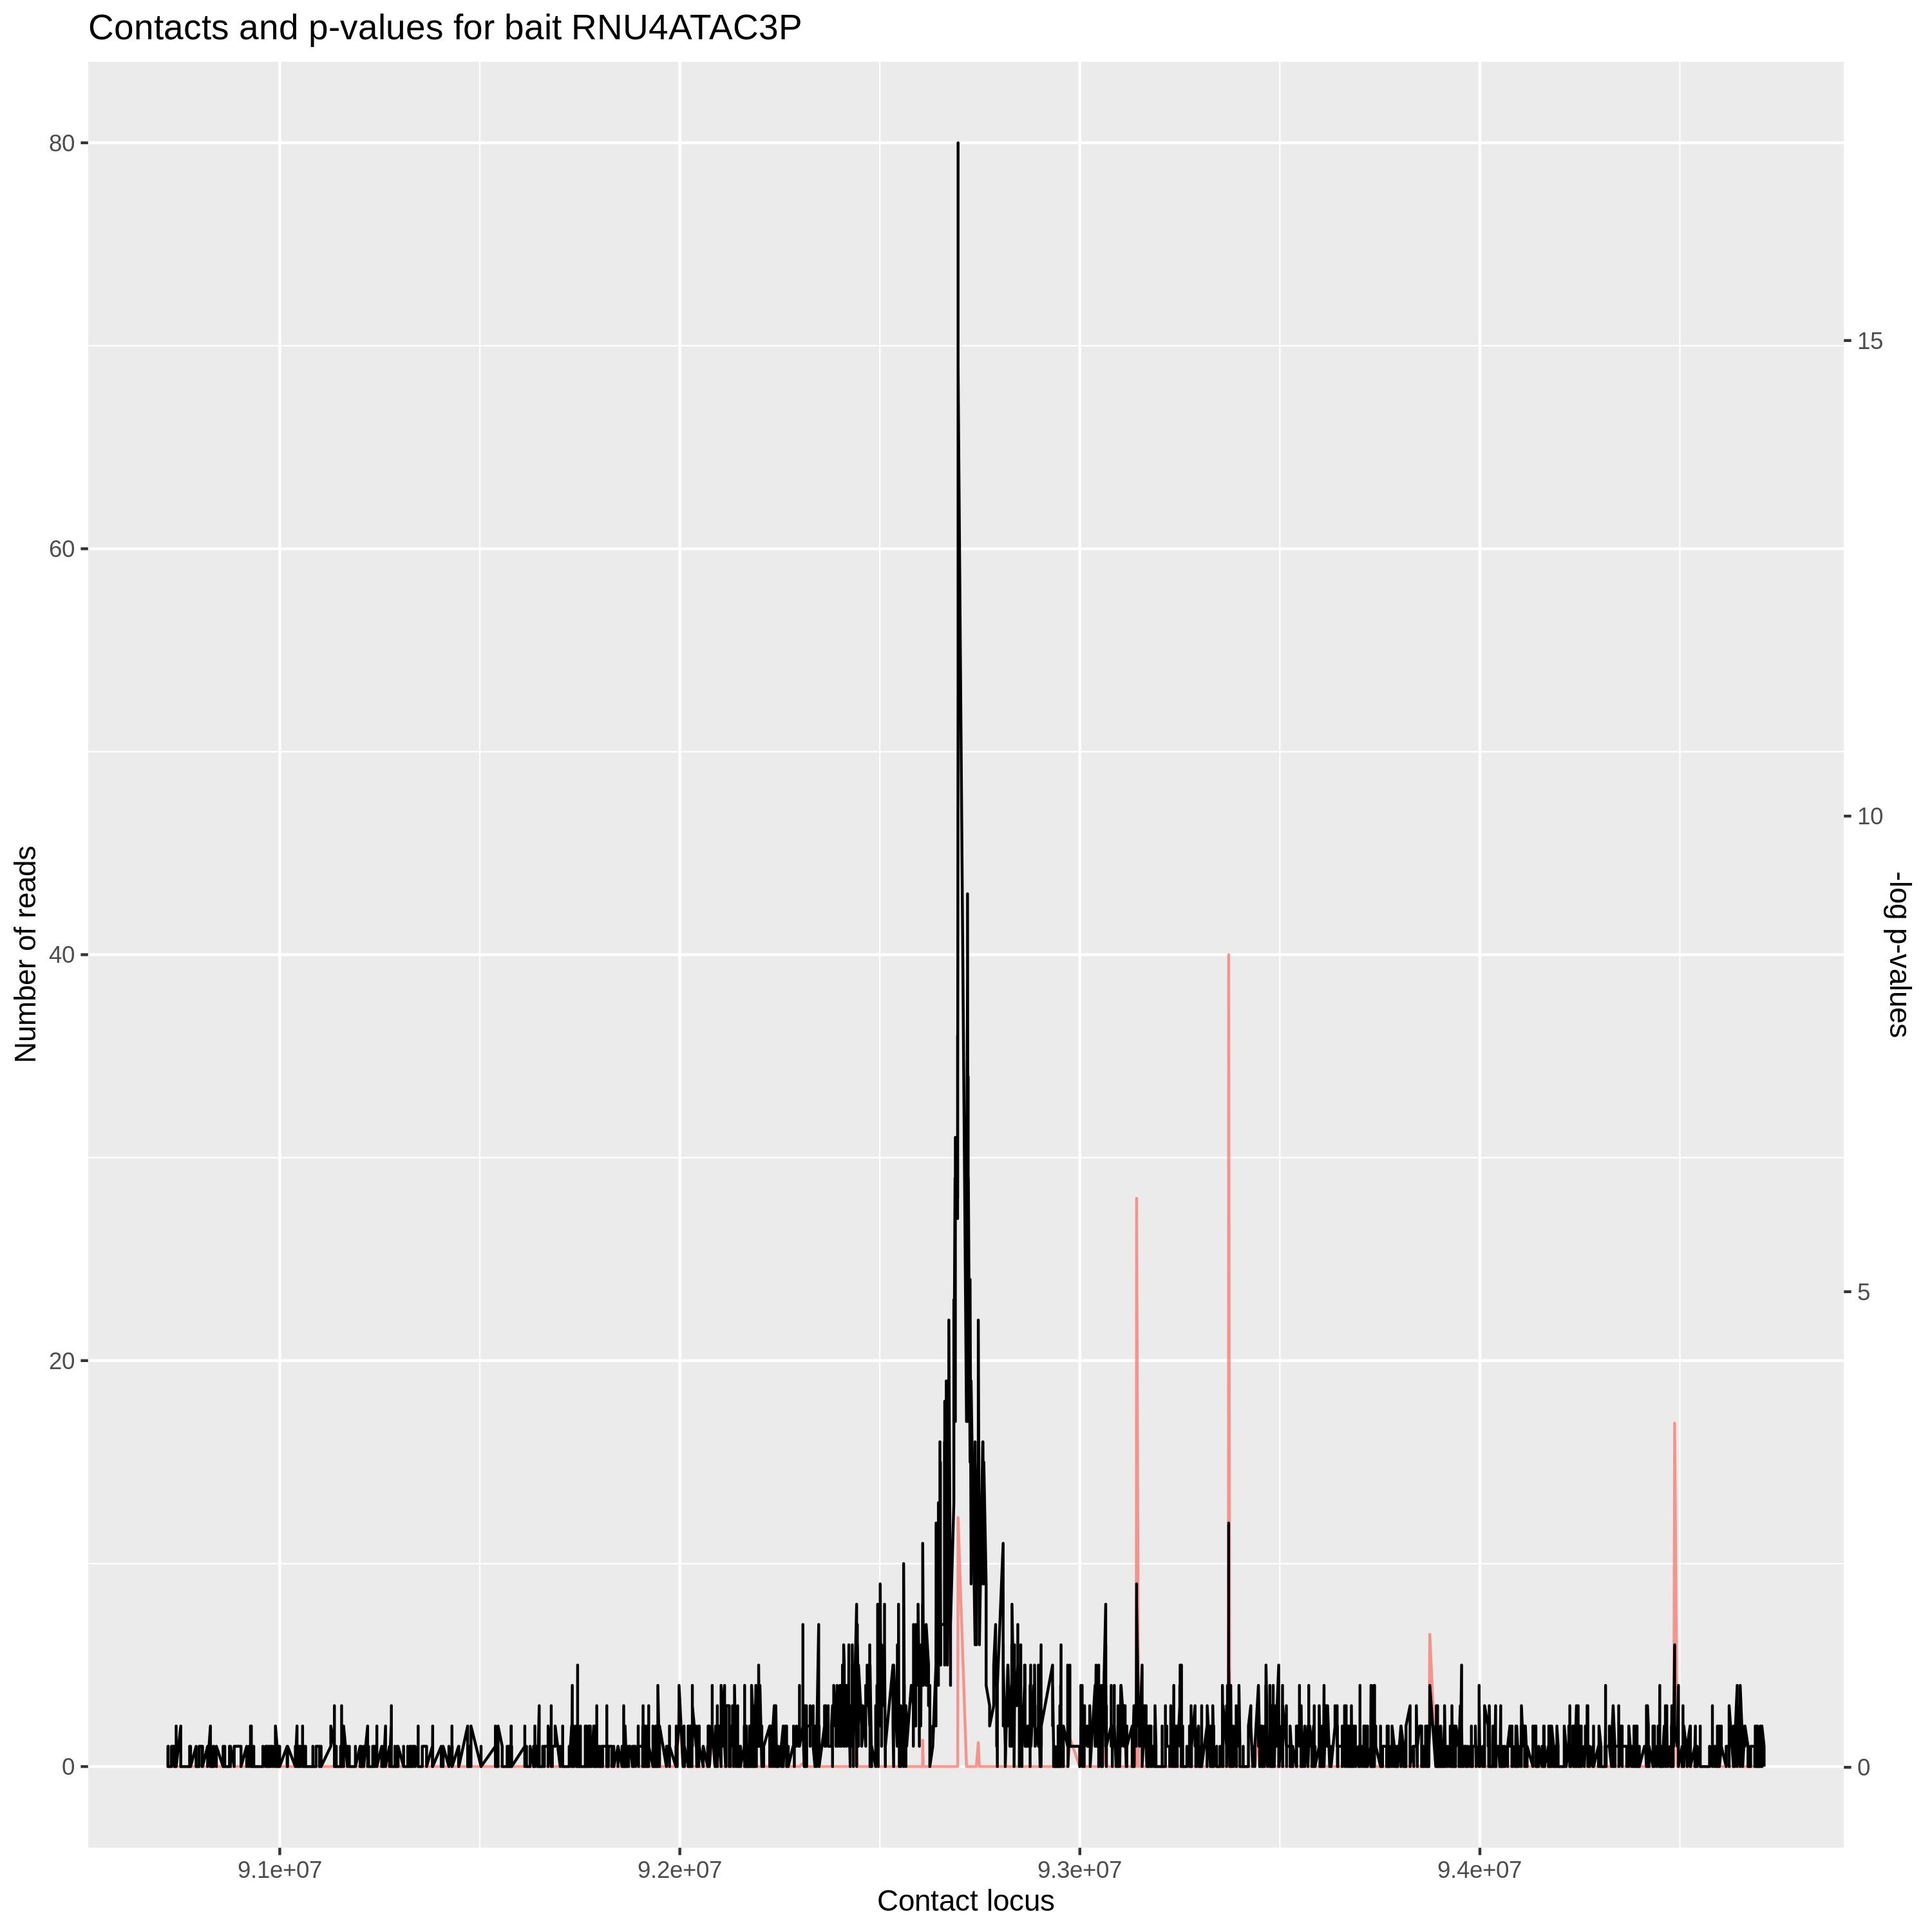 Contacts and p-values for bait RNU4ATAC3P
80
60
40
20
0
Number of reads
15
10
5
0
-log p-values
9.1e+07
9.2e+07
9.3e+07
9.4e+07
Contact locus